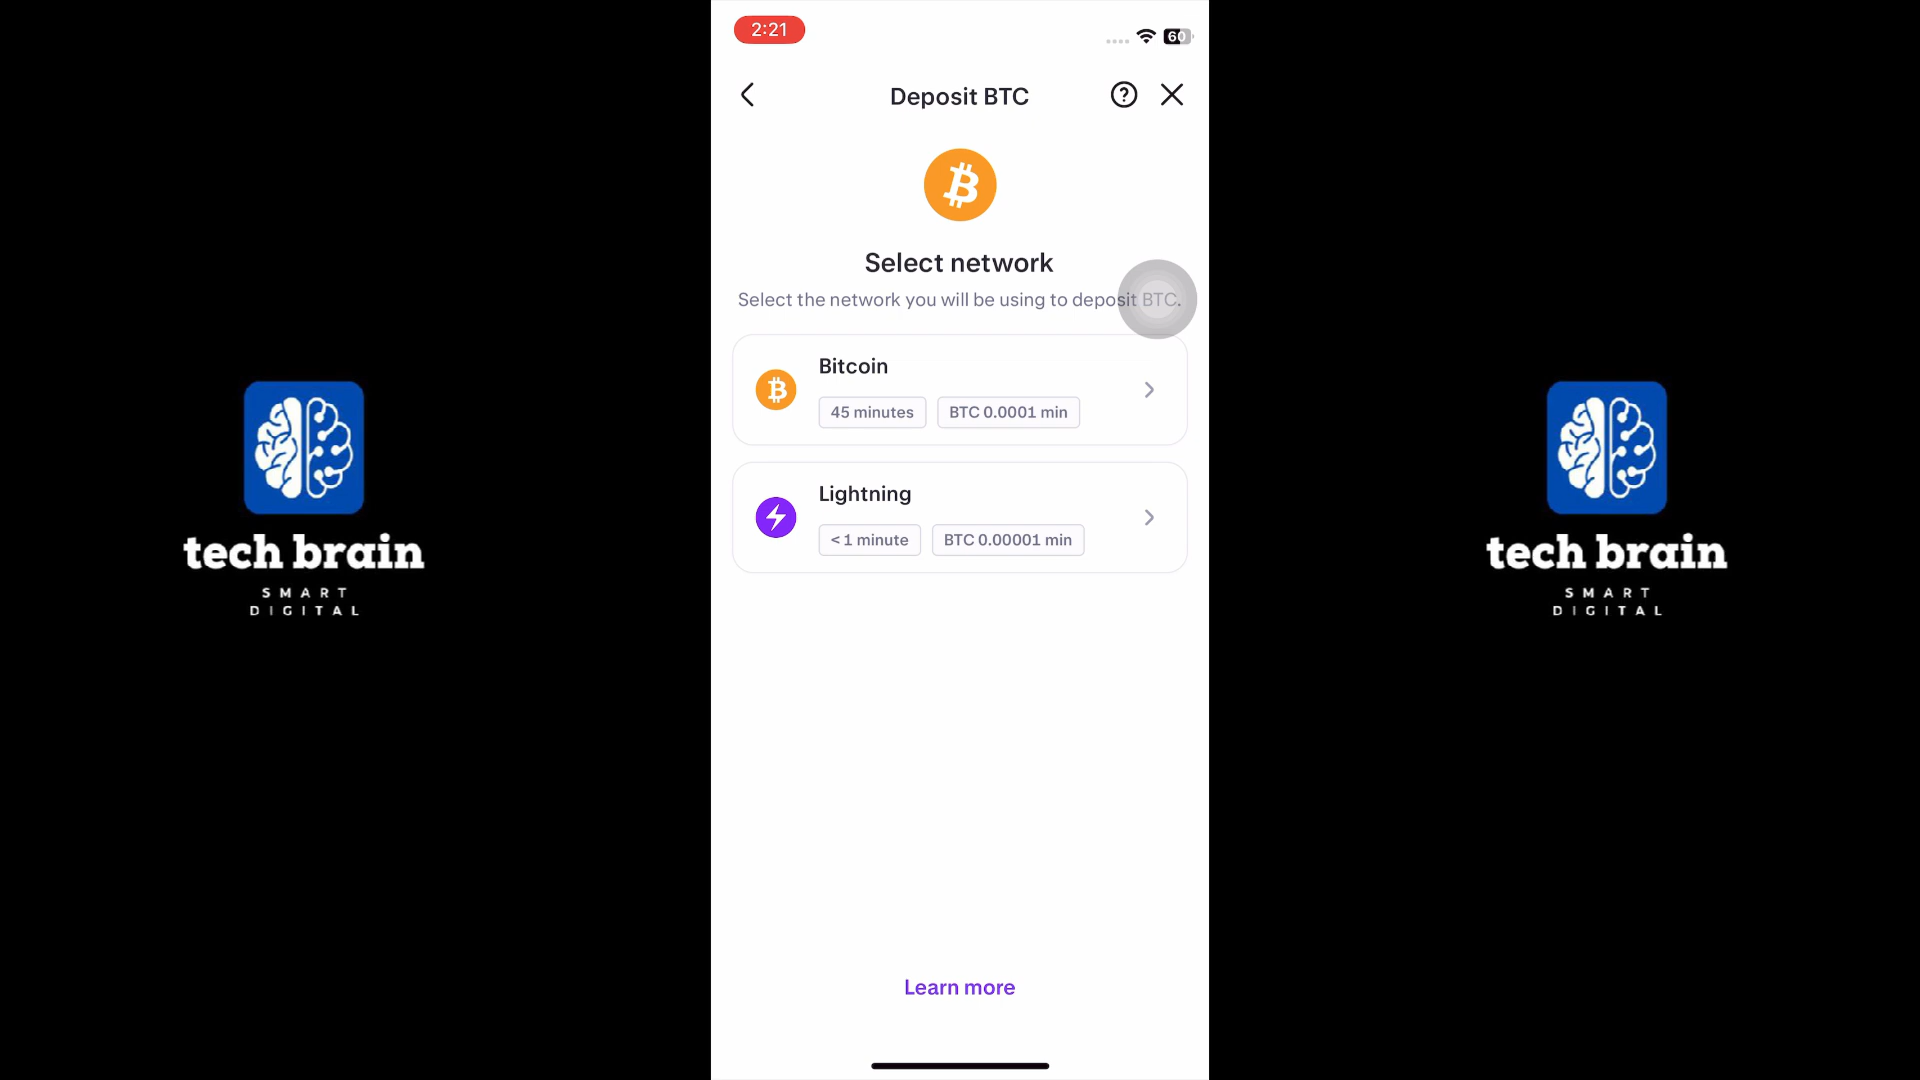 2:21
60
Deposit BTC
Select network
Select the network you will be using to deposit BTC.
Bitcoin
45 minutes
BTC 0.0001 min
Lightning
< 1 minute
BTC 0.00001 min
Learn more
tech brain
SMART
DIGITAL
tech brain
SMART
DIGITAL